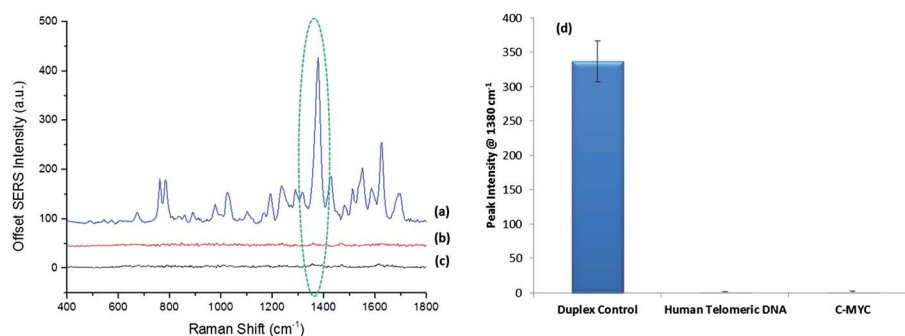 500
400
300
200
100
0
Offset SERS Intensity (a.u.)
(a)
(b)
(c)
400 600 800 1000 1200 1400 1600 1800
Raman Shift (cm⁻¹)
400
350
300
250
200
150
100
50
0
Peak Intensity @ 1380 cm⁻¹
(d)
Duplex Control Human Telomeric DNA C-MYC